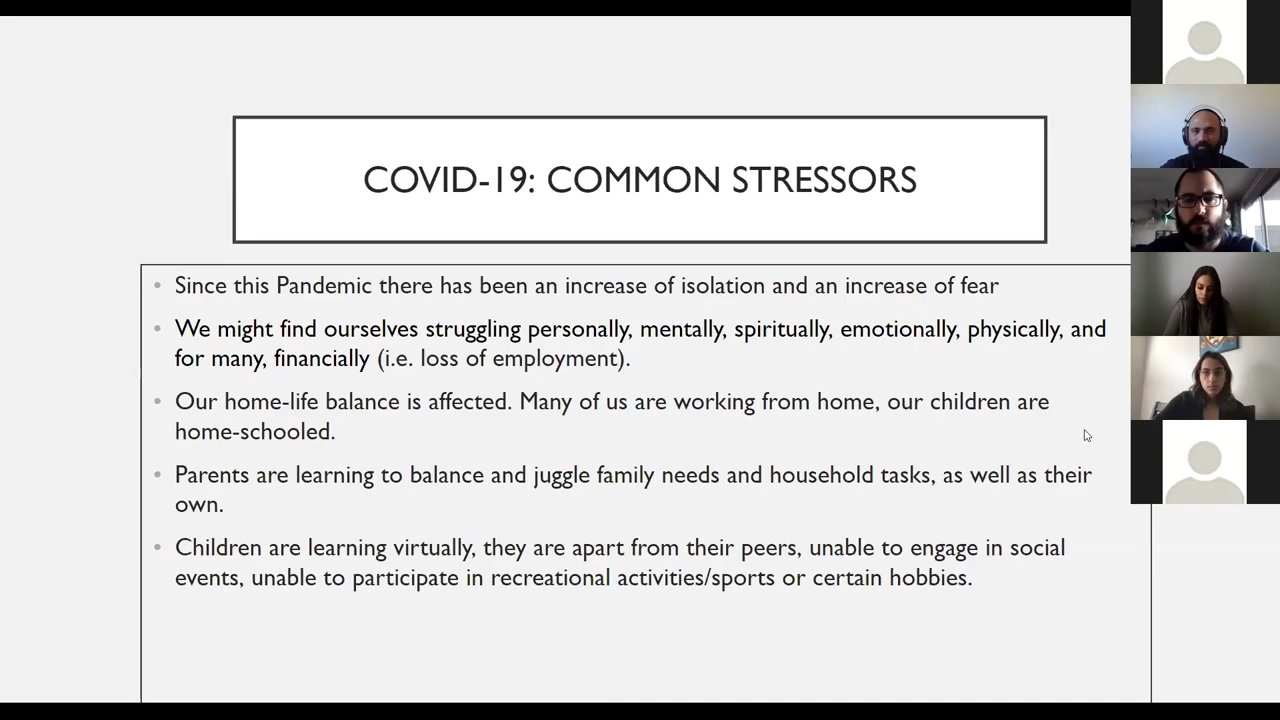 COVID-19: COMMON STRESSORS
• Since this Pandemic there has been an increase of isolation and an increase of fear
• We might find ourselves struggling personally, mentally, spiritually, emotionally, physically, and
for many, financially (i.e. loss of employment).
• Our home-life balance is affected. Many of us are working from home, our children are
home-schooled.
• Parents are learning to balance and juggle family needs and household tasks, as well as their
own.
• Children are learning virtually, they are apart from their peers, unable to engage in social
events, unable to participate in recreational activities/sports or certain hobbies.